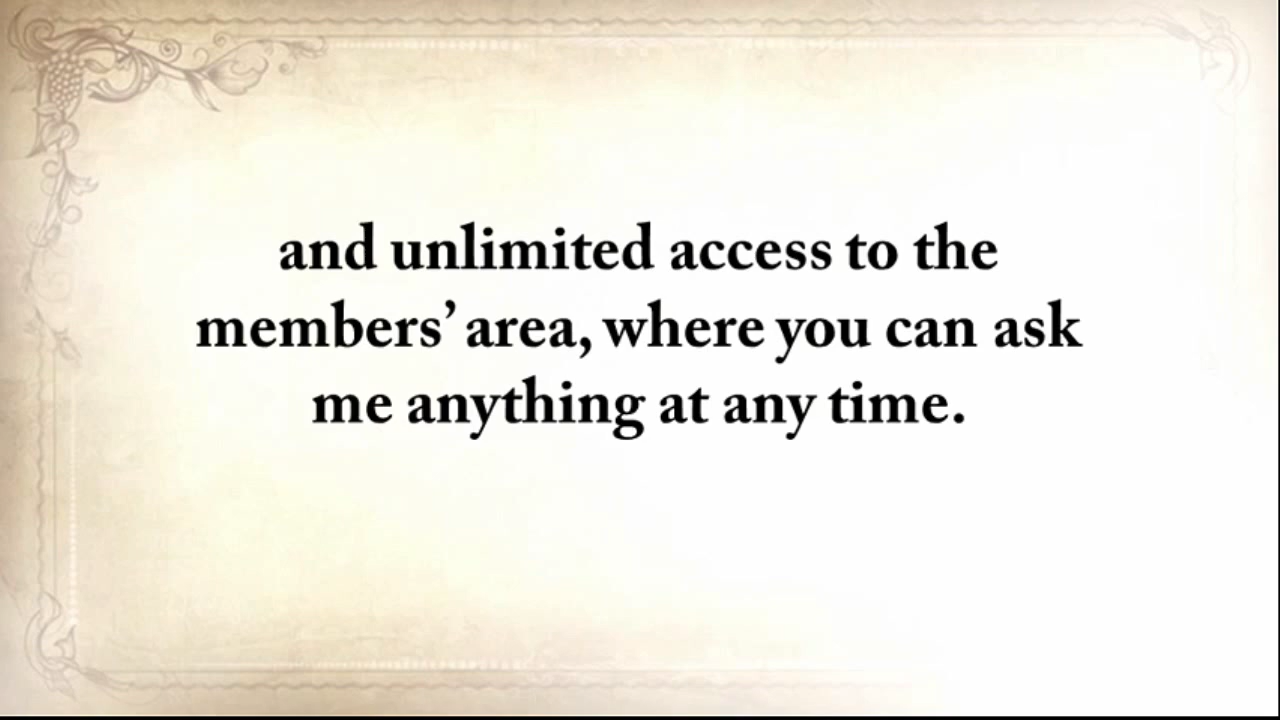 and unlimited access to the
members’ area, where you can ask
me anything at any time.